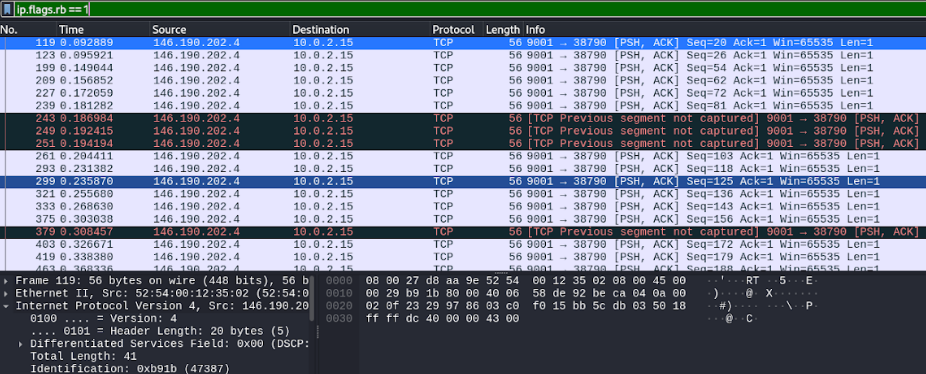 ip.flags.rb == 1
No. Time Source Destination Protocol Length Info
119 0.092889 146.190.202.4 10.0.2.15 TCP 56 9001 → 38790 [PSH, ACK] Seq=20 Ack=1 Win=65535 Len=1
123 0.095921 146.190.202.4 10.0.2.15 TCP 56 9001 → 38790 [PSH, ACK] Seq=26 Ack=1 Win=65535 Len=1
199 0.149644 146.190.202.4 10.0.2.15 TCP 56 9001 → 38790 [PSH, ACK] Seq=54 Ack=1 Win=65535 Len=1
209 0.156852 146.190.202.4 10.0.2.15 TCP 56 9001 → 38790 [PSH, ACK] Seq=62 Ack=1 Win=65535 Len=1
227 0.172059 146.190.202.4 10.0.2.15 TCP 56 9001 → 38790 [PSH, ACK] Seq=72 Ack=1 Win=65535 Len=1
239 0.181282 146.190.202.4 10.0.2.15 TCP 56 9001 → 38790 [PSH, ACK] Seq=81 Ack=1 Win=65535 Len=1
243 0.186984 146.190.202.4 10.0.2.15 TCP 56 [TCP Previous segment not captured] 9001 → 38790 [PSH, ACK]
249 0.192415 146.190.202.4 10.0.2.15 TCP 56 [TCP Previous segment not captured] 9001 → 38790 [PSH, ACK]
251 0.194194 146.190.202.4 10.0.2.15 TCP 56 [TCP Previous segment not captured] 9001 → 38790 [PSH, ACK]
261 0.204411 146.190.202.4 10.0.2.15 TCP 56 9001 → 38790 [PSH, ACK] Seq=103 Ack=1 Win=65535 Len=1
293 0.231382 146.190.202.4 10.0.2.15 TCP 56 9001 → 38790 [PSH, ACK] Seq=118 Ack=1 Win=65535 Len=1
299 0.235870 146.190.202.4 10.0.2.15 TCP 56 9001 → 38790 [PSH, ACK] Seq=125 Ack=1 Win=65535 Len=1
321 0.255680 146.190.202.4 10.0.2.15 TCP 56 9001 → 38790 [PSH, ACK] Seq=136 Ack=1 Win=65535 Len=1
333 0.268630 146.190.202.4 10.0.2.15 TCP 56 9001 → 38790 [PSH, ACK] Seq=143 Ack=1 Win=65535 Len=1
375 0.303038 146.190.202.4 10.0.2.15 TCP 56 9001 → 38790 [PSH, ACK] Seq=156 Ack=1 Win=65535 Len=1
379 0.308457 146.190.202.4 10.0.2.15 TCP 56 [TCP Previous segment not captured] 9001 → 38790 [PSH, ACK]
403 0.326671 146.190.202.4 10.0.2.15 TCP 56 9001 → 38790 [PSH, ACK] Seq=172 Ack=1 Win=65535 Len=1
419 0.338380 146.190.202.4 10.0.2.15 TCP 56 9001 → 38790 [PSH, ACK] Seq=179 Ack=1 Win=65535 Len=1
463 0.368336 146.190.202.4 10.0.2.15 TCP 56 9001 → 38790 [PSH, ACK] Seq=188 Ack=1 Win=65535 Len=1
Frame 119: 56 bytes on wire (448 bits), 56 b
Ethernet II, Src: 52:54:00:12:35:02 (52:54:0
Internet Protocol Version 4, Src: 146.190.20
0100 .... = Version: 4
.... 0101 = Header Length: 20 bytes (5)
Differentiated Services Field: 0x00 (DSCP:
Total Length: 41
Identification: 0xb91b (47387)
0000 08 00 27 d8 aa 9e 52 54 00 12 35 02 08 00 45 00 ··'···RT ··5···E·
0010 00 29 b9 1b 80 00 40 06 58 de 92 be ca 04 0a 00 ·)····@· X·······
0020 02 0f 23 29 97 86 03 c0 f0 15 bb 5c db 03 50 18 ··#)···· ···\··P·
0030 ff ff dc 40 00 00 43 00 ···@··C·